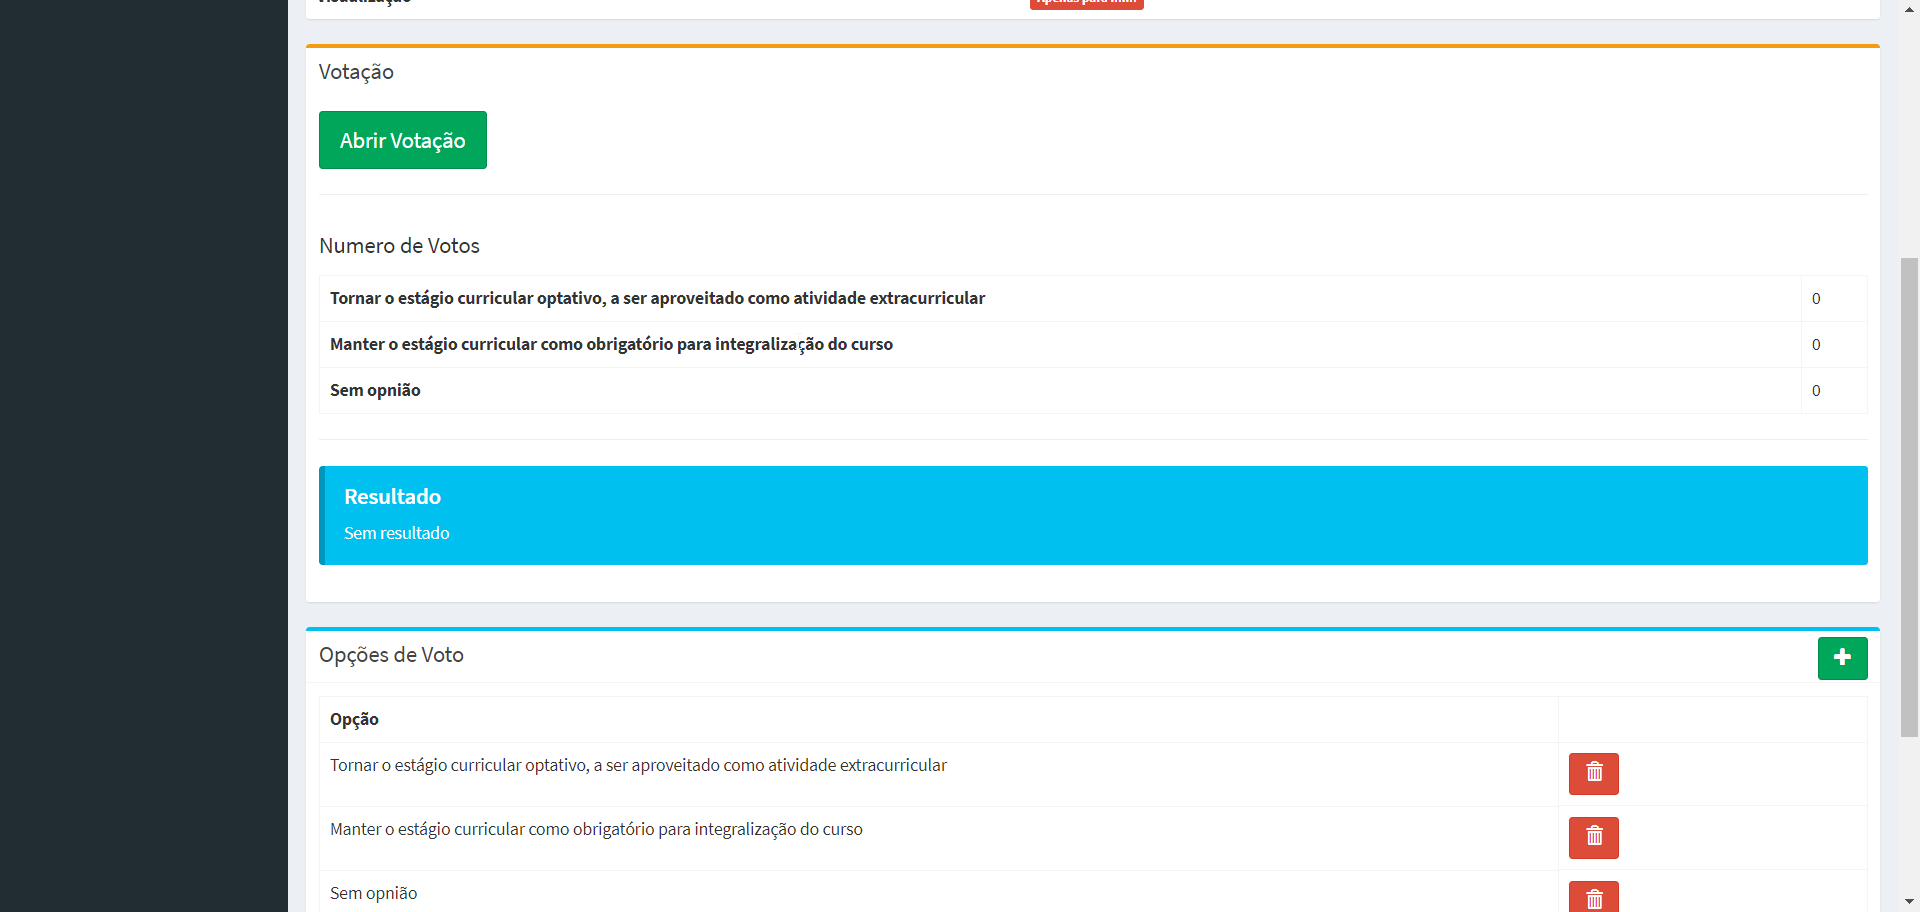 Votação
Abrir Votação
Numero de Votos
Tornar o estágio curricular optativo, a ser aproveitado como atividade extracurricular 0
Manter o estágio curricular como obrigatório para integralização do curso 0
Sem opnião 0
Resultado
Sem resultado
Opções de Voto
Opção
Tornar o estágio curricular optativo, a ser aproveitado como atividade extracurricular
Manter o estágio curricular como obrigatório para integralização do curso
Sem opnião